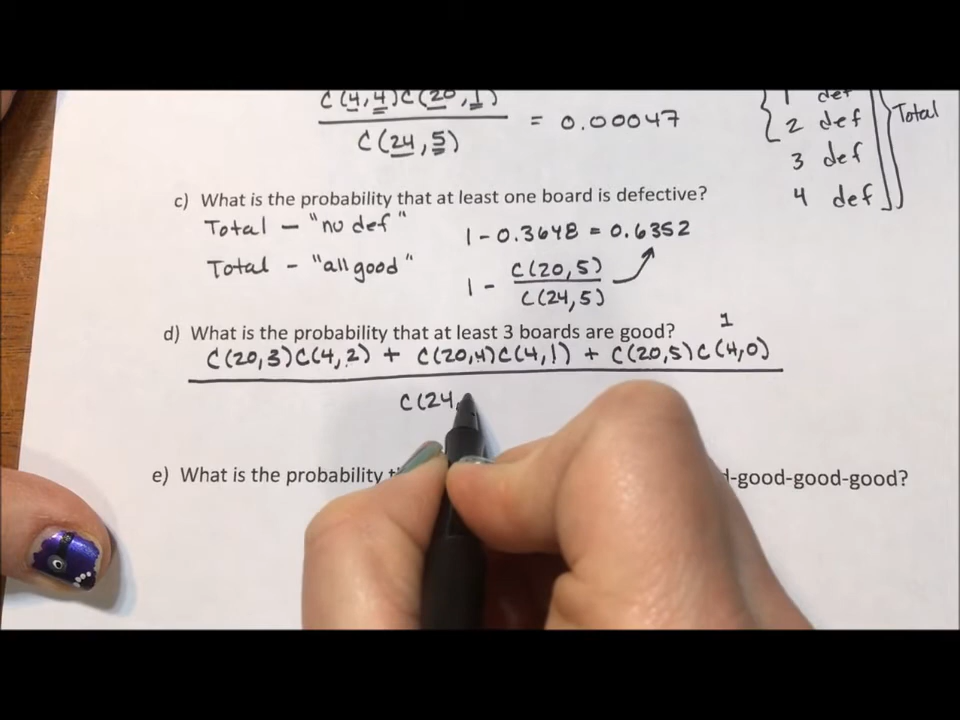 C(4,4)C(20,1)
C(24,5)
= 0.00047
1 def
2 def
3 def
4 def
Total
c) What is the probability that at least one board is defective?
Total – "no def"
1 - 0.3648 = 0.6352
Total - "all good"
1 - C(20,5)
C(24,5)
d) What is the probability that at least 3 boards are good?
1
C(20,3)C(4,2) + C(20,4)C(4,1) + C(20,5)C(4,0)
C(24,
e) What is the probability
-good-good-good?